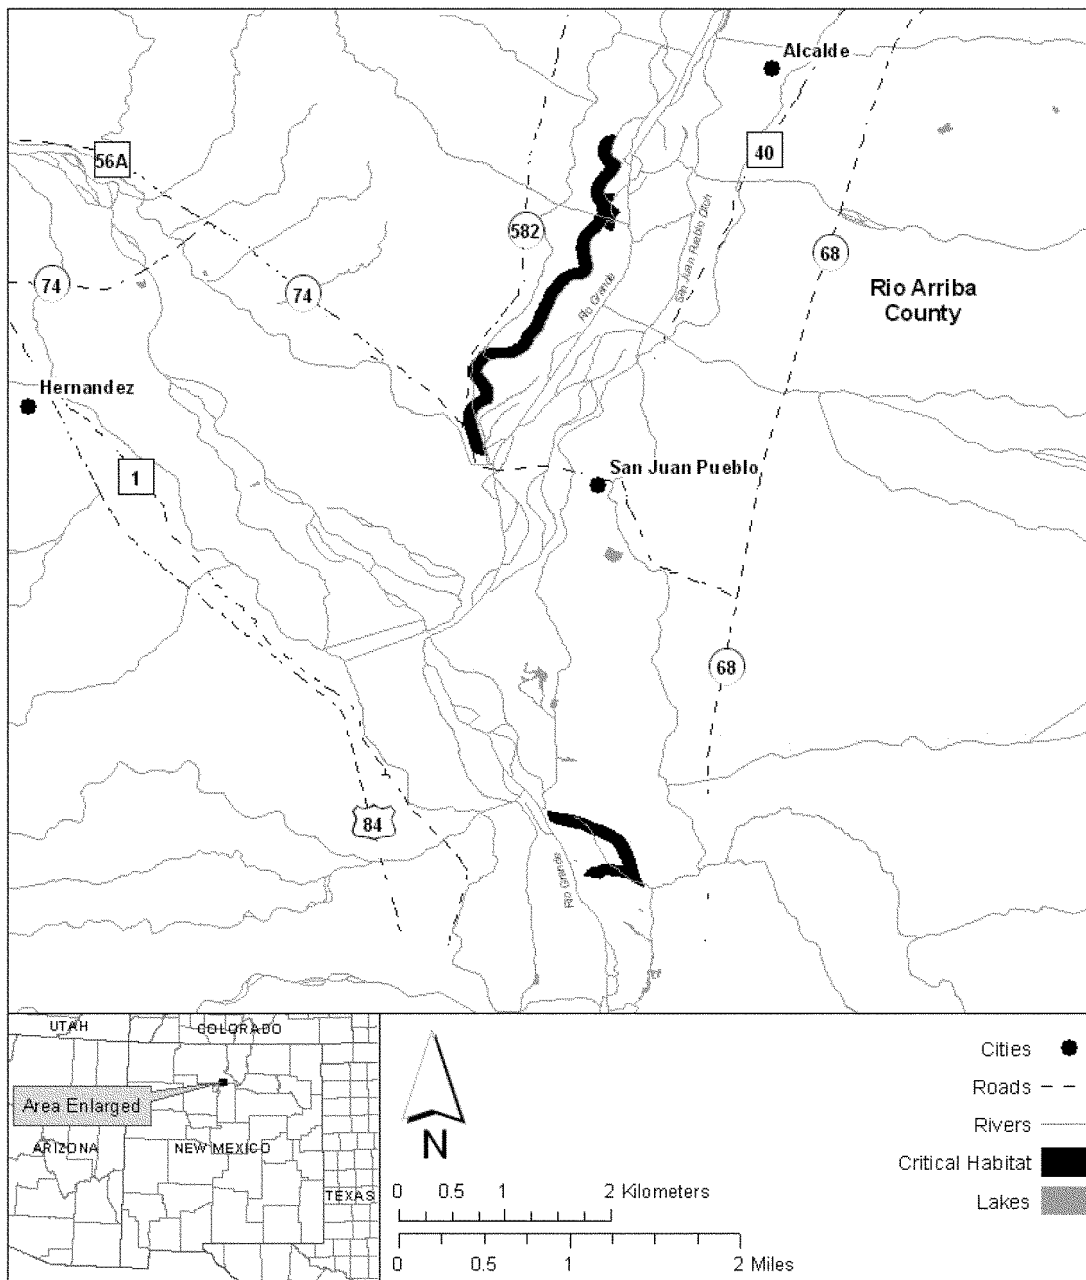 Alcalde
56A
40
582
68
74
74
Rio Grande
San Juan Pueblo Ditch
Rio Arriba
County
Hernandez
1
San Juan Pueblo
68
84
Rio Grande
UTAH
COLORADO
Area Enlarged
ARIZONA
NEW MEXICO
TEXAS
N
0 0.5 1 2 Kilometers
0 0.5 1 2 Miles
Cities
Roads
Rivers
Critical Habitat
Lakes